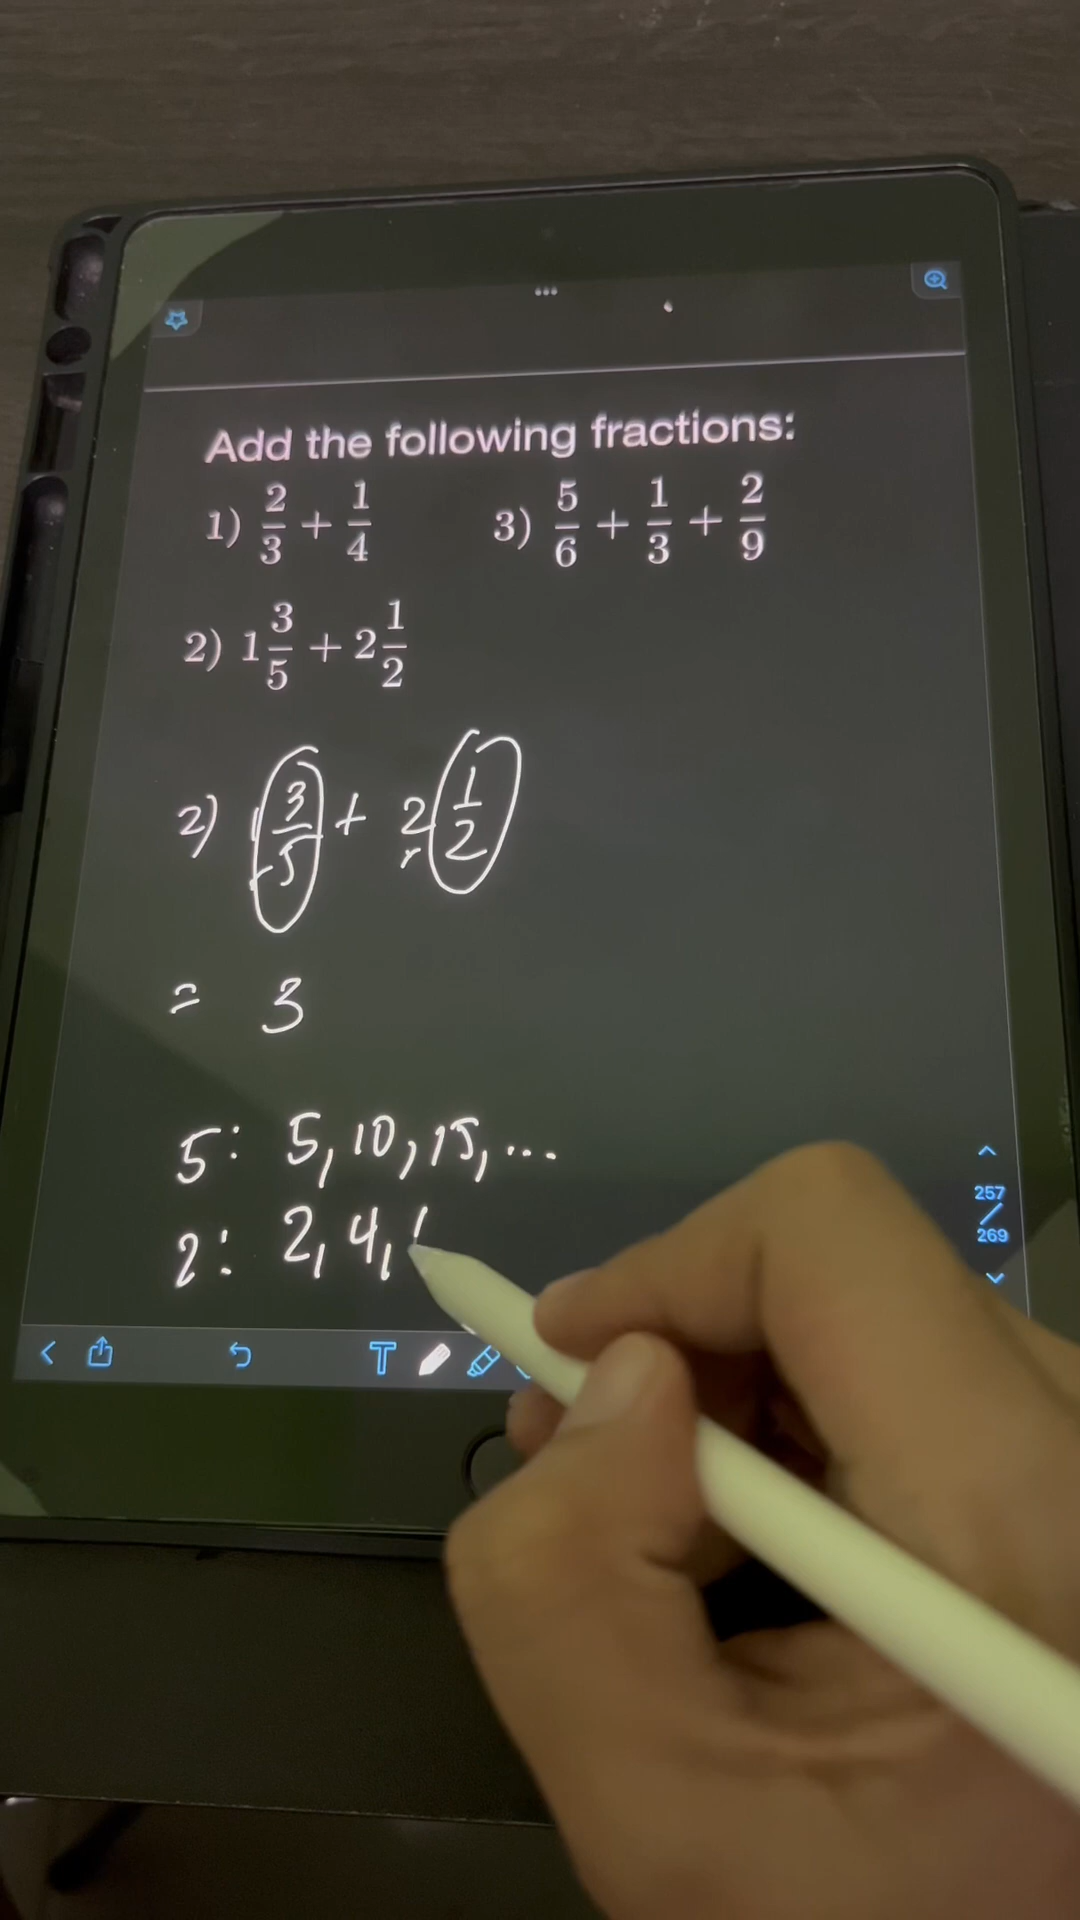 Add the following fractions:
1) 2/3 + 1/4
3) 5/6 + 1/3 + 2/9
2) 1 3/5 + 2 1/2
2) 1 3/5 + 2 1/2
= 3
5: 5, 10, 15, ...
2: 2, 4,
257
/
269
T